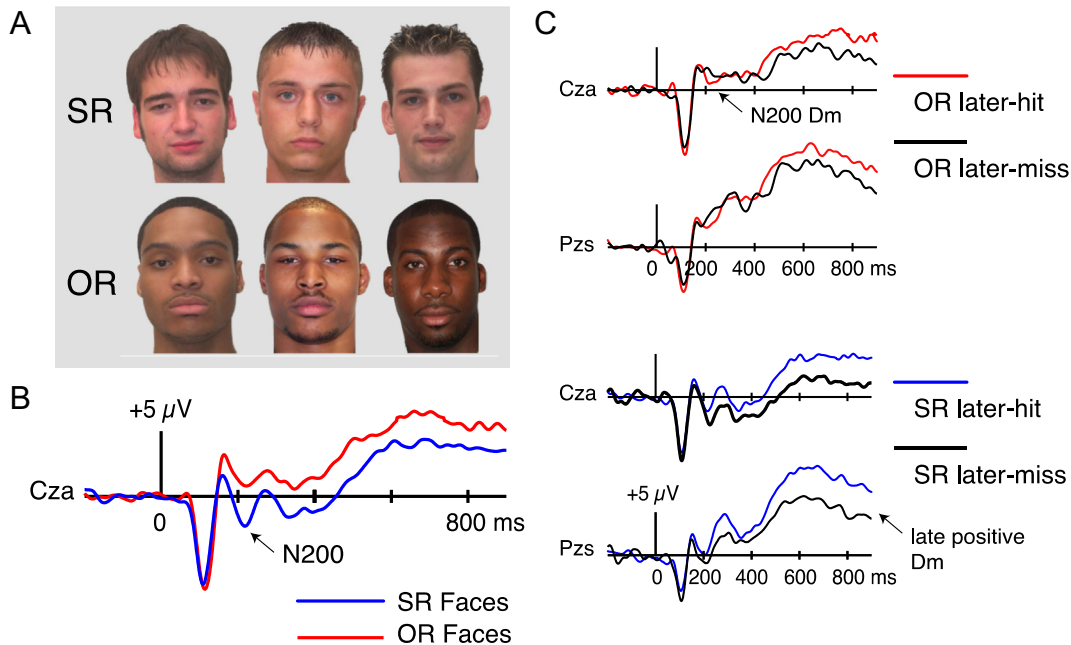 A
SR
OR
B
+5 µV
Cza
0
800 ms
N200
SR Faces
OR Faces
C
Cza
N200 Dm
OR later-hit
OR later-miss
Pzs
0 200 400 600 800 ms
Cza
SR later-hit
SR later-miss
+5 µV
Pzs
late positive
Dm
0 200 400 600 800 ms